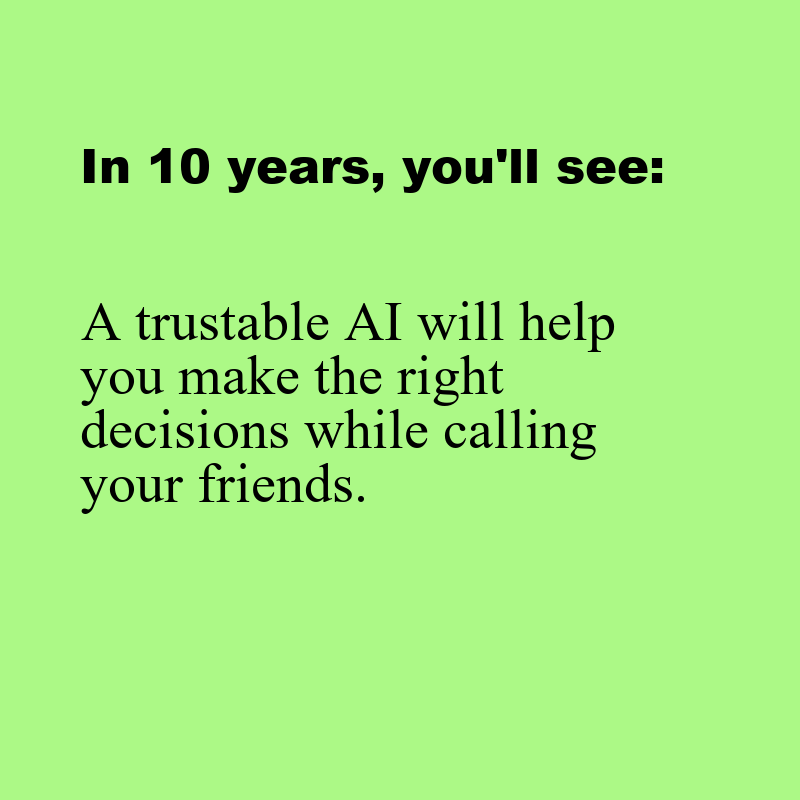 In 10 years, you'll see:
A trustable AI will help
you make the right
decisions while calling
your friends.